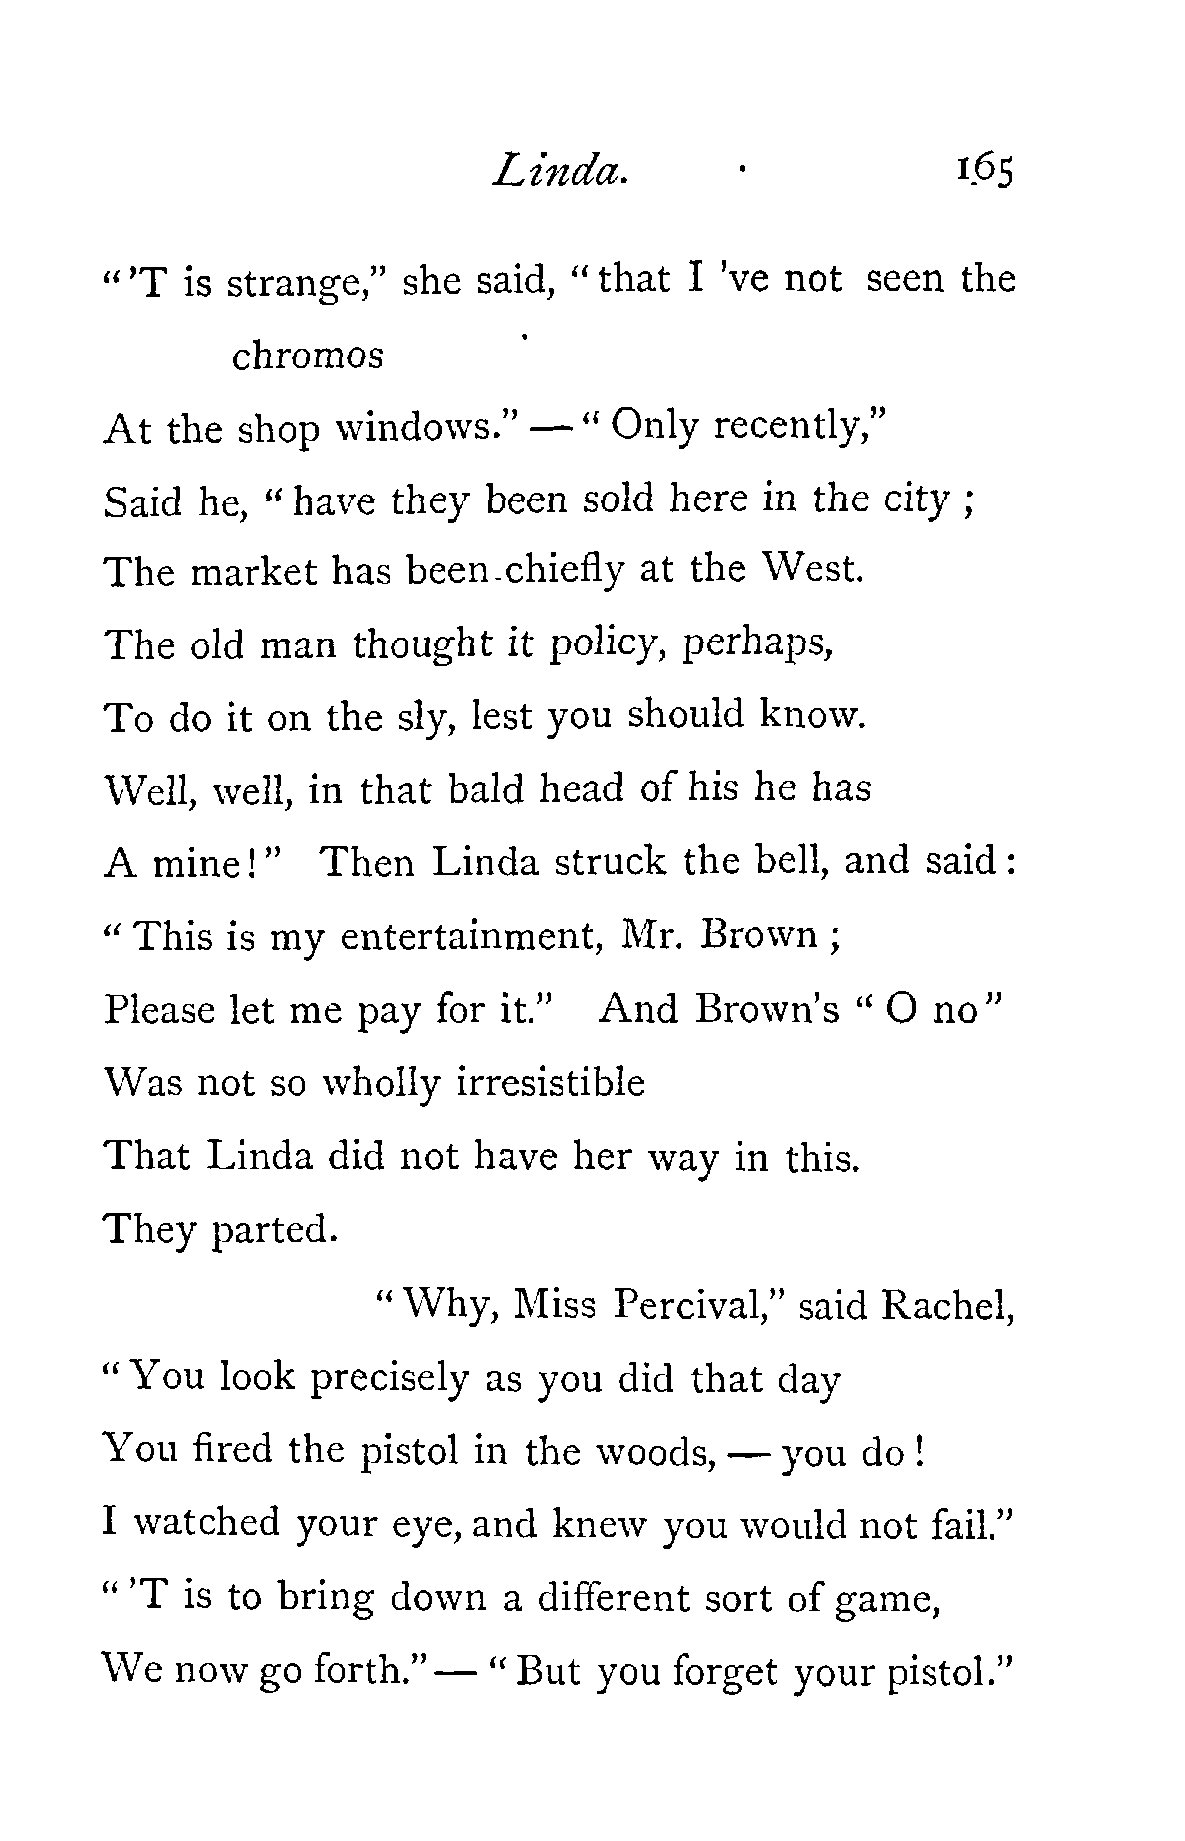 Linda. 165
"'T is strange," she said, "that I 've not seen the
chromos
At the shop windows." — "Only recently,"
Said he, "have they been sold here in the city ;
The market has been chiefly at the West.
The old man thought it policy, perhaps,
To do it on the sly, lest you should know.
Well, well, in that bald head of his he has
A mine!" Then Linda struck the bell, and said :
"This is my entertainment, Mr. Brown ;
Please let me pay for it." And Brown's "O no"
Was not so wholly irresistible
That Linda did not have her way in this.
They parted.
"Why, Miss Percival," said Rachel,
"You look precisely as you did that day
You fired the pistol in the woods, — you do !
I watched your eye, and knew you would not fail."
"'T is to bring down a different sort of game,
We now go forth." — "But you forget your pistol."